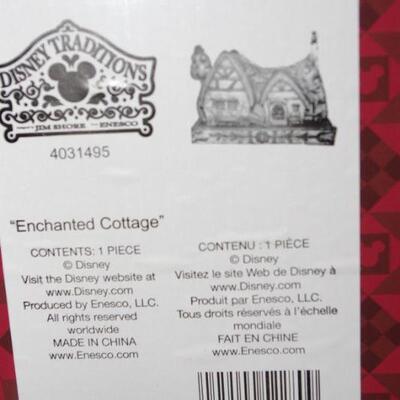 DISNEY TRADITIONS
JIM SHORE ENESCO
4031495
"Enchanted Cottage"
CONTENTS: 1 PIECE
© Disney
Visit the Disney website at
www.Disney.com
Produced by Enesco, LLC.
All rights reserved
worldwide
MADE IN CHINA
www.Enesco.com
CONTENU : 1 PIÈCE
© Disney
Visitez le site Web de Disney à
www.Disney.com
Produit par Enesco, LLC.
Tous droits réservés à l'échelle
mondiale
FAIT EN CHINE
www.Enesco.com